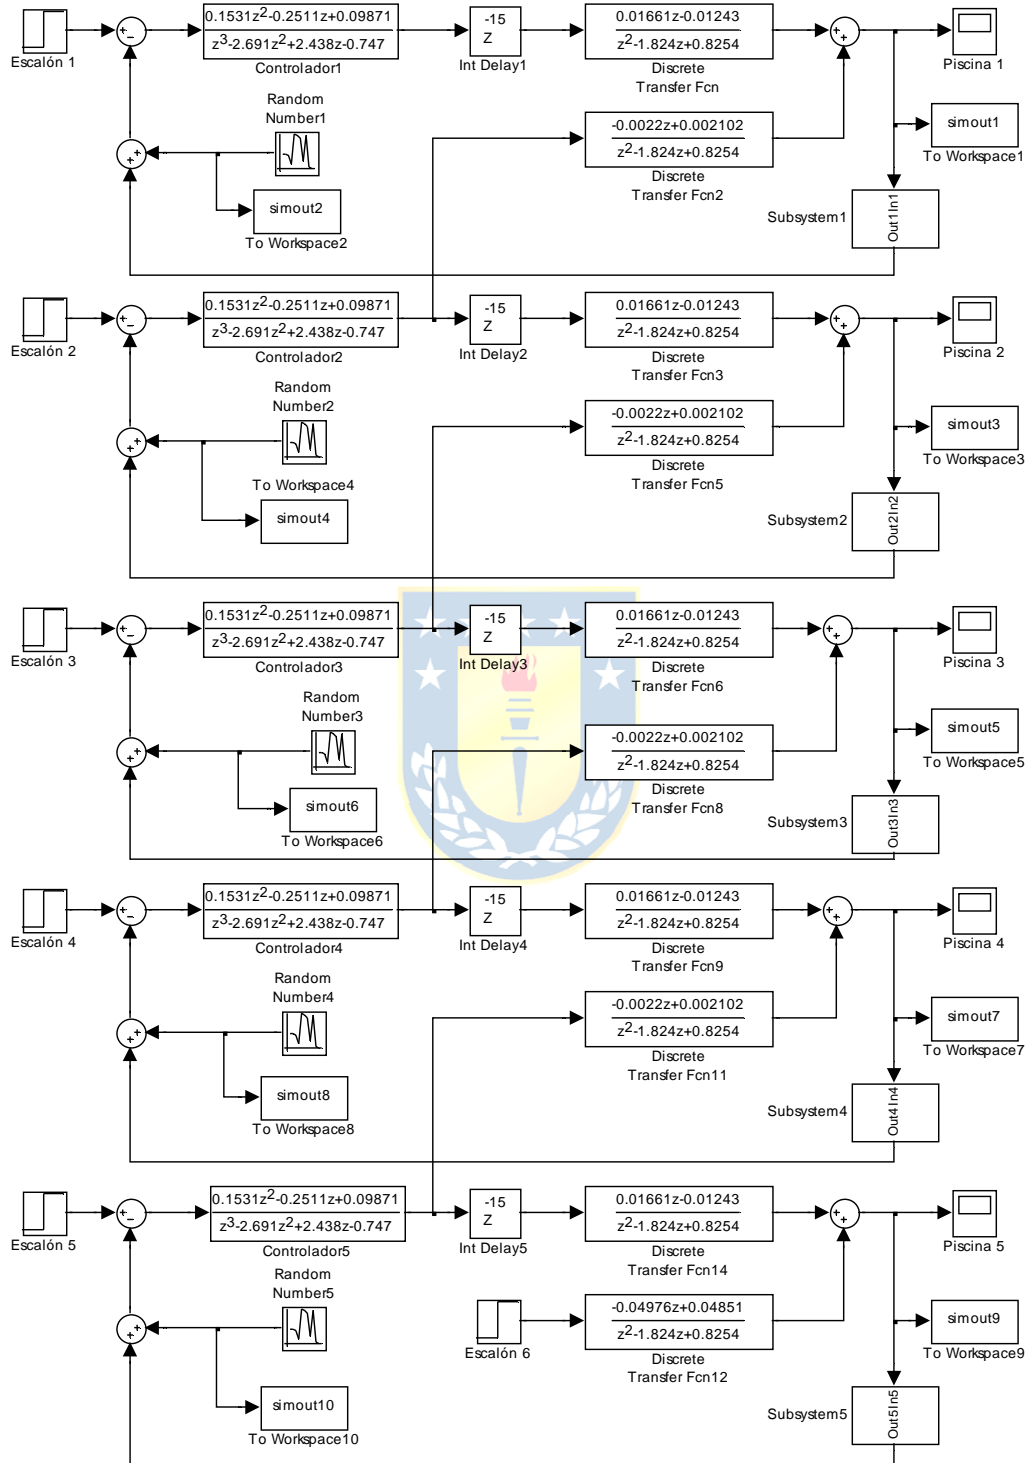 0.1531z2-0.2511z+0.09871
z3-2.691z2+2.438z-0.747
Controlador1
Escalón 1
-15
Z
Int Delay1
0.01661z-0.01243
z2-1.824z+0.8254
Discrete
Transfer Fcn
Piscina 1
Random
Number1
simout2
To Workspace2
-0.0022z+0.002102
z2-1.824z+0.8254
Discrete
Transfer Fcn2
simout1
To Workspace1
Subsystem1
Out1In1
Escalón 2
0.1531z2-0.2511z+0.09871
z3-2.691z2+2.438z-0.747
Controlador2
-15
Z
Int Delay2
0.01661z-0.01243
z2-1.824z+0.8254
Discrete
Transfer Fcn3
Piscina 2
Random
Number2
To Workspace4
simout4
-0.0022z+0.002102
z2-1.824z+0.8254
Discrete
Transfer Fcn5
simout3
To Workspace3
Subsystem2
Out2In2
Escalón 3
0.1531z2-0.2511z+0.09871
z3-2.691z2+2.438z-0.747
Controlador3
-15
Z
Int Delay3
0.01661z-0.01243
z2-1.824z+0.8254
Discrete
Transfer Fcn6
Piscina 3
Random
Number3
simout6
To Workspace6
-0.0022z+0.002102
z2-1.824z+0.8254
Discrete
Transfer Fcn8
simout5
To Workspace5
Subsystem3
Out3In3
Escalón 4
0.1531z2-0.2511z+0.09871
z3-2.691z2+2.438z-0.747
Controlador4
-15
Z
Int Delay4
0.01661z-0.01243
z2-1.824z+0.8254
Discrete
Transfer Fcn9
Piscina 4
Random
Number4
simout8
To Workspace8
-0.0022z+0.002102
z2-1.824z+0.8254
Discrete
Transfer Fcn11
simout7
To Workspace7
Subsystem4
Out4In4
Escalón 5
0.1531z2-0.2511z+0.09871
z3-2.691z2+2.438z-0.747
Controlador5
-15
Z
Int Delay5
0.01661z-0.01243
z2-1.824z+0.8254
Discrete
Transfer Fcn14
Piscina 5
Random
Number5
simout10
To Workspace10
Escalón 6
-0.04976z+0.04851
z2-1.824z+0.8254
Discrete
Transfer Fcn12
simout9
To Workspace9
Subsystem5
Out5In5